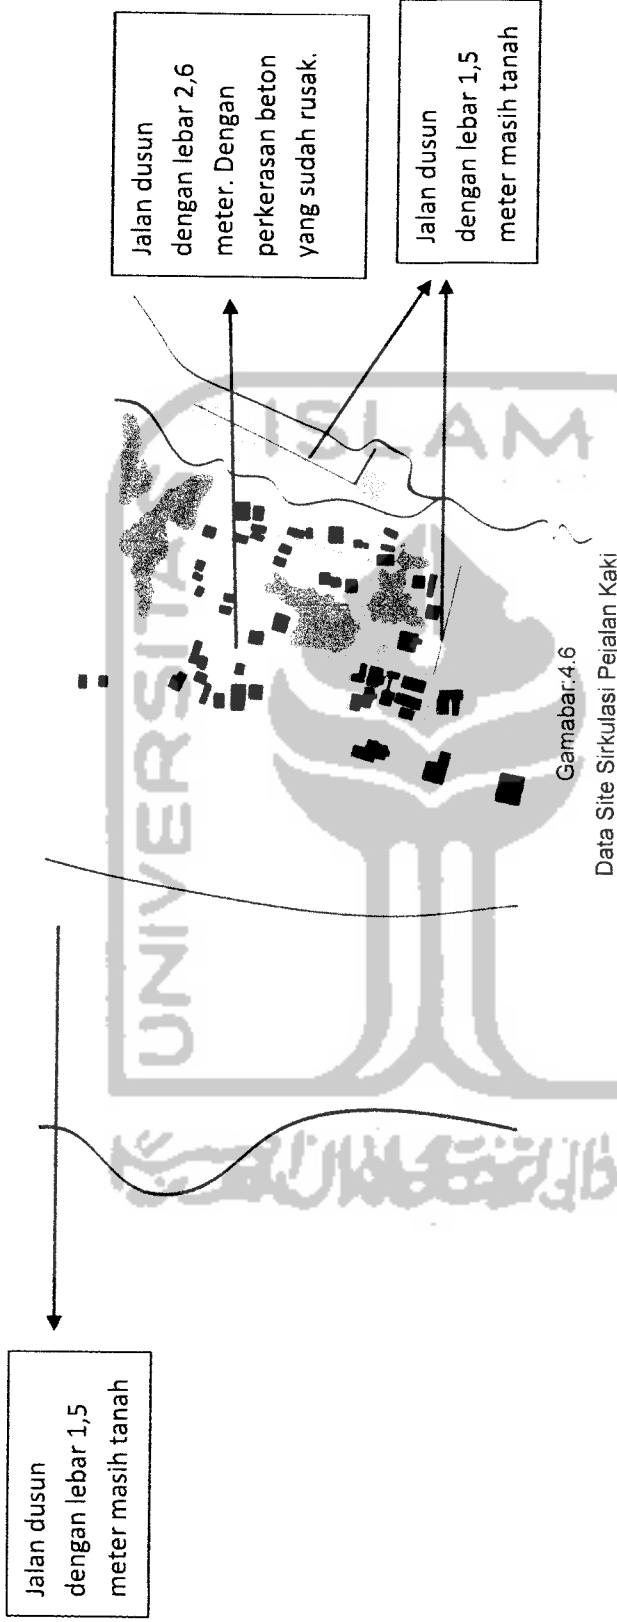 Jalan dusun
dengan lebar 1,5
meter masih tanah
Jalan dusun
dengan lebar 2,6
meter. Dengan
perkerasan beton
yang sudah rusak.
Jalan dusun
dengan lebar 1,5
meter masih tanah
UNIVERSITAS
ISLAM
Gamabar:4.6
Data Site Sirkulasi Pejalan Kaki